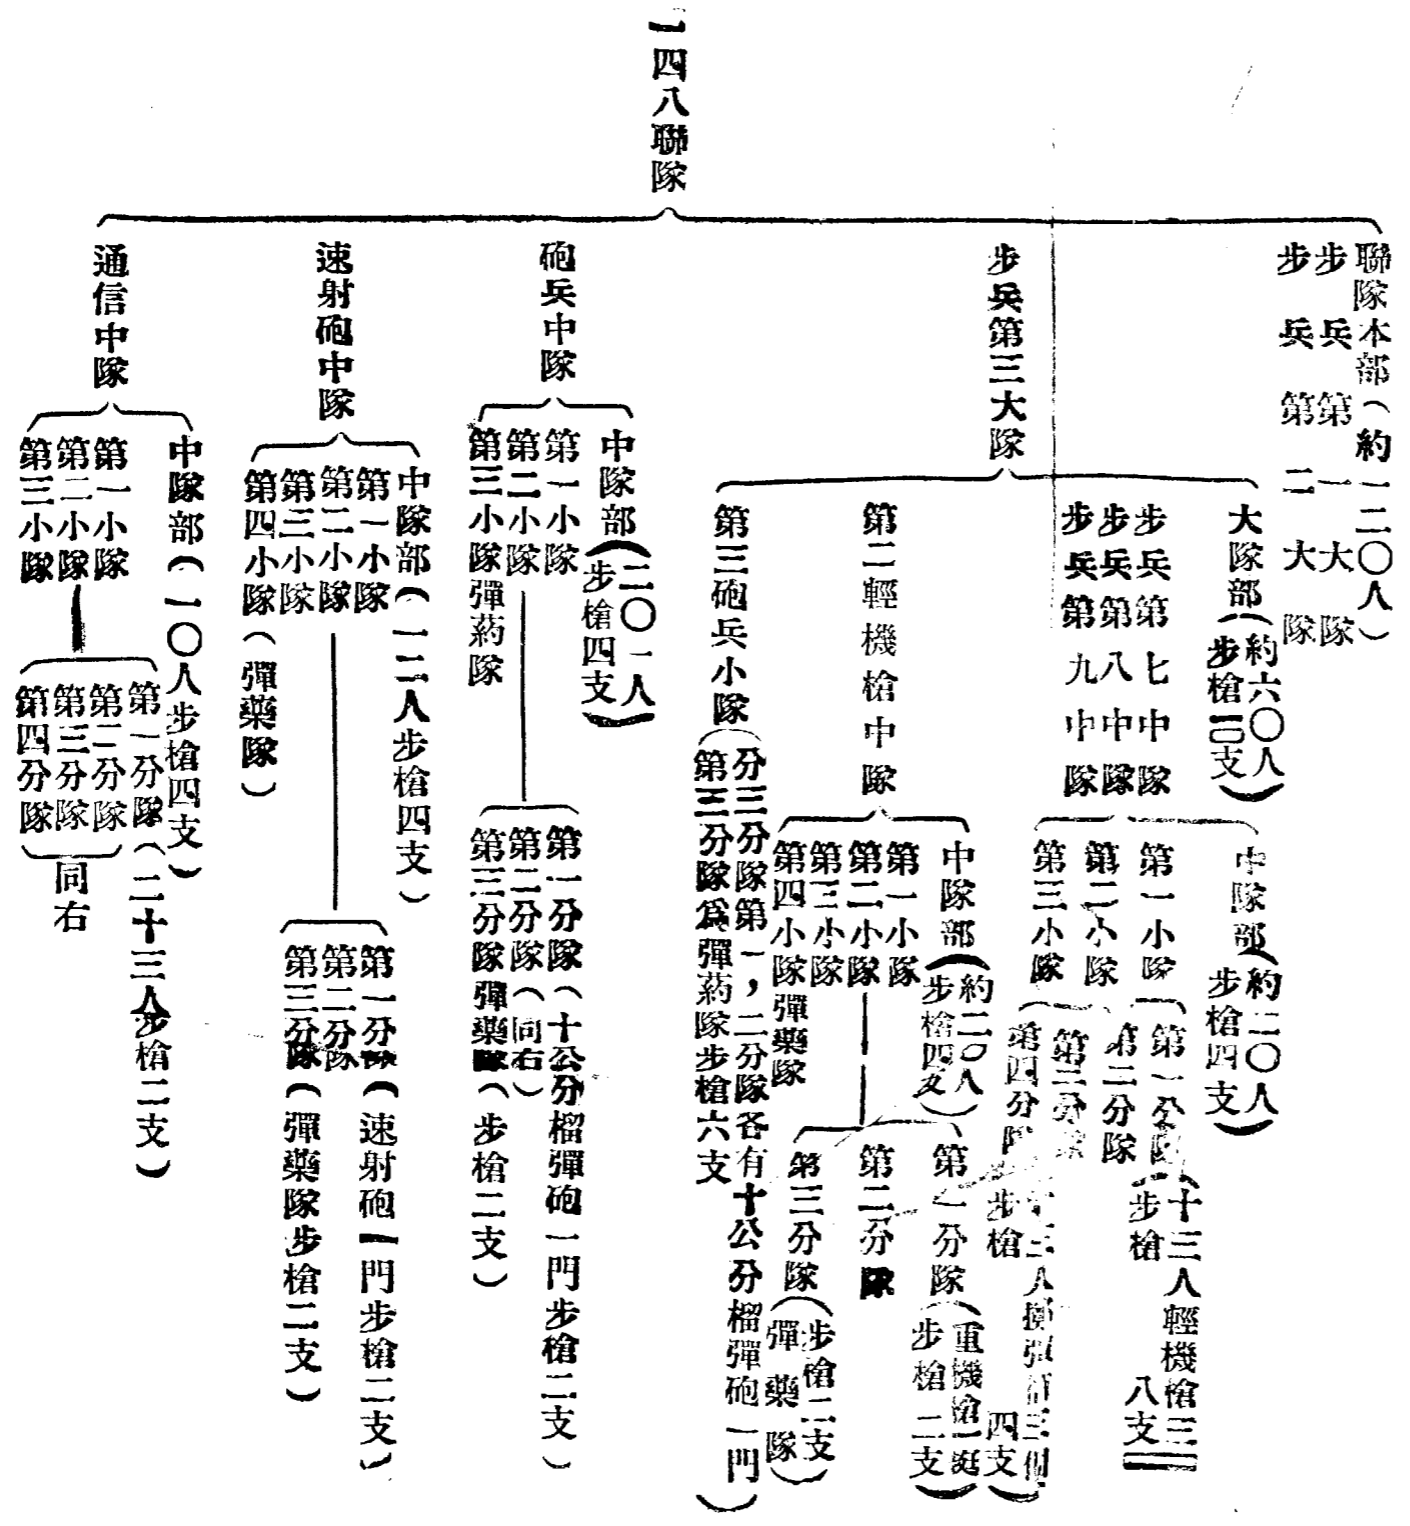 一四八聯隊
聯隊本部(約一二〇人)
步兵第一大隊
步兵第二大隊
步兵第三大隊
大隊部(約六〇人
步槍二〇支)
步兵第七中隊
步兵第八中隊
步兵第九中隊
中隊部(約二〇人
步槍四支)
第一小隊
第二小隊
第三小隊
第一分隊(十三人輕機槍三
步槍 八支
第二分隊
第三分隊
第四分隊
十三人擲彈筒三個
步槍 四支)
第二輕機槍中隊
中隊部(約二〇人
步槍四支)
第一小隊
第二小隊
第三小隊
第四小隊彈藥隊
第一分隊(重機槍一挺
步槍二支)
第二分隊
第三分隊(步槍二支
彈藥隊)
第三砲兵小隊(分三分隊第一,二分隊各有十公分榴彈砲一門
第三分隊爲彈葯隊步槍六支)
砲兵中隊
中隊部(二〇一人
步槍四支)
第一小隊
第二小隊
第三小隊彈葯隊
第一分隊(十公分榴彈砲一門步槍二支)
第二分隊(同右)
第三分隊彈藥隊(步槍二支)
速射砲中隊
中隊部(一二人步槍四支)
第一小隊
第二小隊
第三小隊
第四小隊(彈藥隊)
第一分隊(速射砲一門步槍二支)
第二分隊
第三分隊(彈藥隊步槍二支)
通信中隊
中隊部(一〇人步槍四支)
第一小隊
第二小隊
第三小隊
第一分隊(二十三人步槍二支)
第二分隊
第三分隊
第四分隊
同右